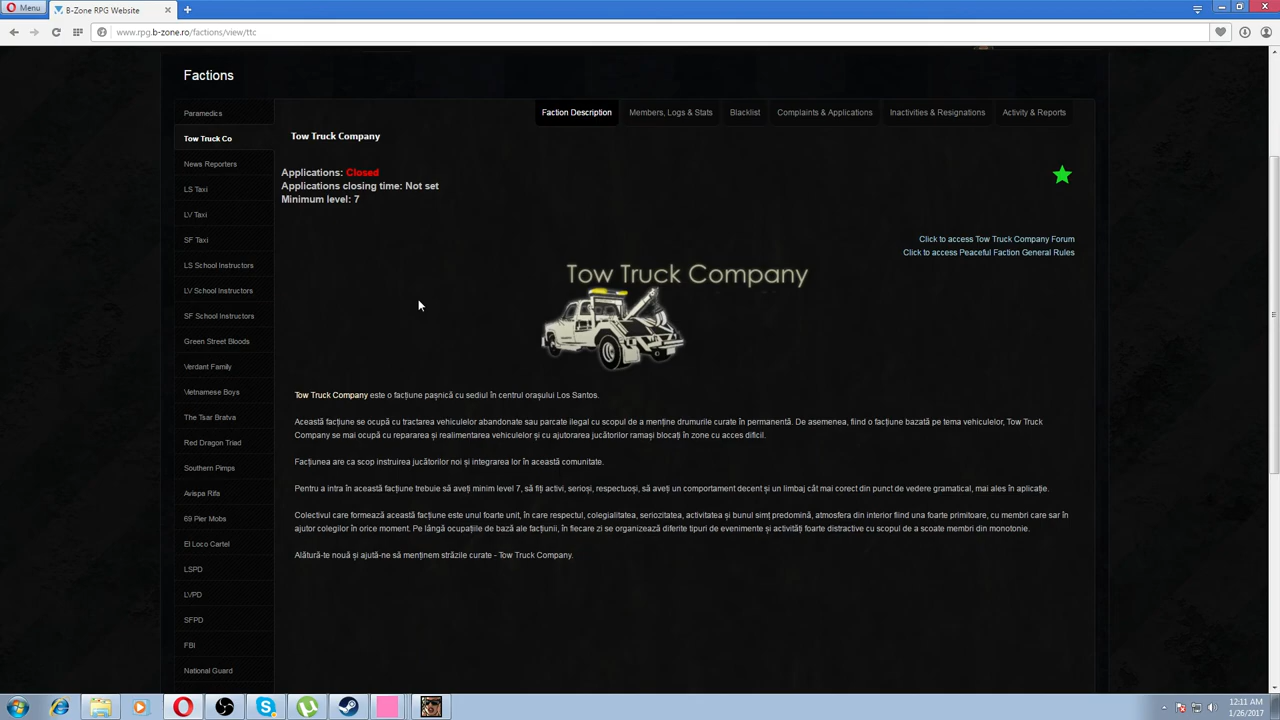 Menu
B-Zone RPG Website
www.rpg.b-zone.ro/factions/view/ttc
Factions
Paramedics
Tow Truck Co
News Reporters
LS Taxi
LV Taxi
SF Taxi
LS School Instructors
LV School Instructors
SF School Instructors
Green Street Bloods
Verdant Family
Vietnamese Boys
The Tsar Bratva
Red Dragon Triad
Southern Pimps
Avispa Rifa
69 Pier Mobs
El Loco Cartel
LSPD
LVPD
SFPD
FBI
National Guard
Faction Description
Members, Logs & Stats
Blacklist
Complaints & Applications
Inactivities & Resignations
Activity & Reports
Tow Truck Company
Applications: Closed
Applications closing time: Not set
Minimum level: 7
Click to access Tow Truck Company Forum
Click to access Peaceful Faction General Rules
Tow Truck Company
Tow Truck Company este o facțiune pașnică cu sediul în centrul orașului Los Santos.
Această facțiune se ocupă cu tractarea vehiculelor abandonate sau parcate ilegal cu scopul de a menține drumurile curate în permanentă. De asemenea, fiind o facțiune bazată pe tema vehiculelor, Tow Truck
Company se mai ocupă cu repararea și realimentarea vehiculelor și cu ajutorarea jucătorilor ramași blocați în zone cu acces dificil.
Facțiunea are ca scop instruirea jucătorilor noi și integrarea lor în această comunitate.
Pentru a intra în această facțiune trebuie să aveți minim level 7, să fiți activi, serioși, respectuoși, să aveți un comportament decent și un limbaj cât mai corect din punct de vedere gramatical, mai ales în aplicație.
Colectivul care formează această facțiune este unul foarte unit, în care respect, colegialitatea, seriozitatea, activitatea și bunul simț predomină, atmosfera din interior fiind una foarte primitoare, cu membri care sar în
ajutor colegilor în orice moment. Pe lângă ocupațiile de bază ale facțiunii, în fiecare zi se organizează diferite tipuri de evenimente și activități foarte distractive cu scopul de a scoate membri din monotonie.
Alătură-te nouă și ajută-ne să menținem străzile curate - Tow Truck Company.
12:11 AM
1/26/2017